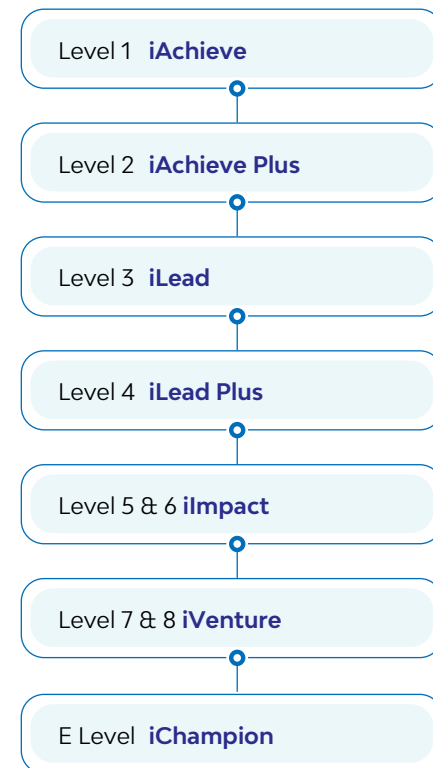 Level 1 iAchieve
Level 2 iAchieve Plus
Level 3 iLead
Level 4 iLead Plus
Level 5 & 6 iImpact
Level 7 & 8 iVenture
E Level iChampion